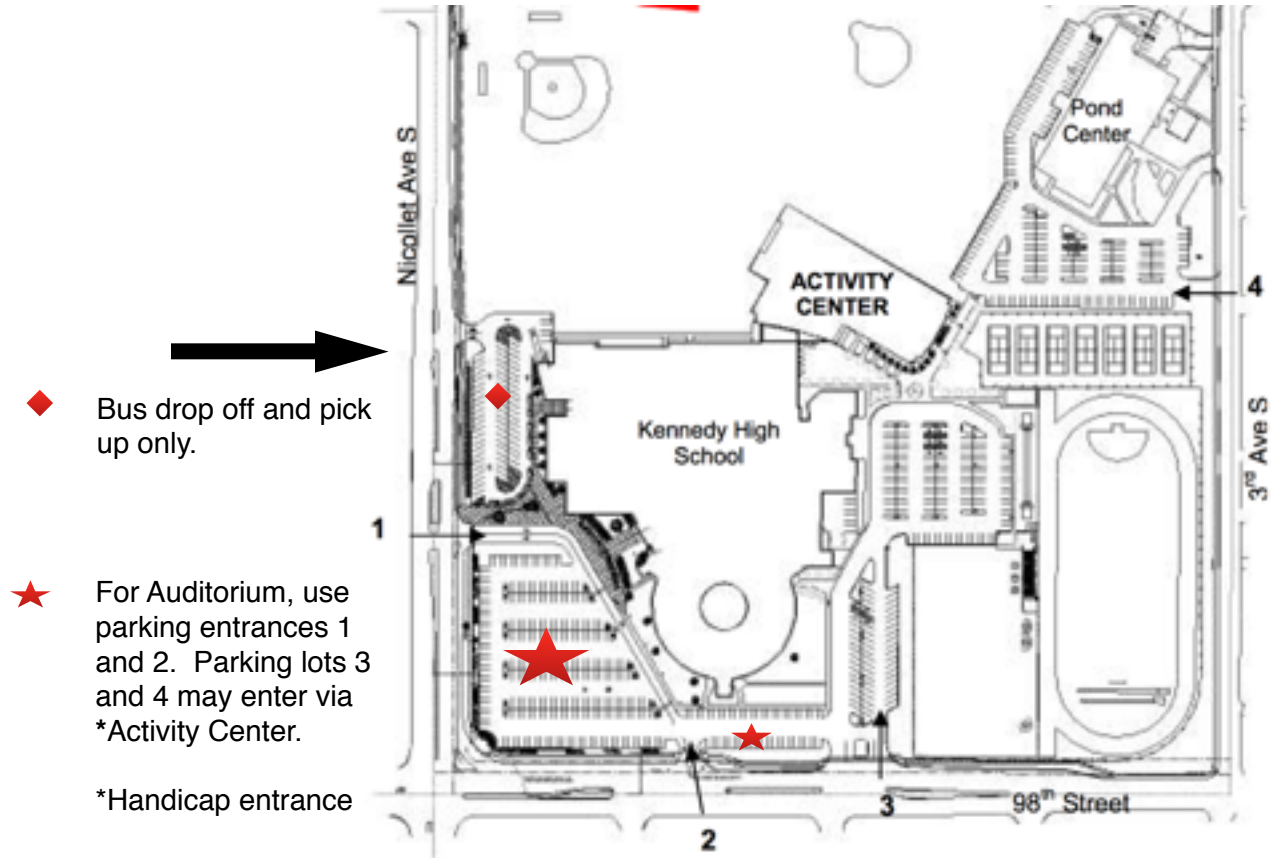 Nicollet Ave S
Pond
Center
ACTIVITY
CENTER
4
Bus drop off and pick
up only.
Kennedy High
School
3rd Ave S
1
For Auditorium, use
parking entrances 1
and 2.  Parking lots 3
and 4 may enter via
*Activity Center.
*Handicap entrance
3
98th Street
2